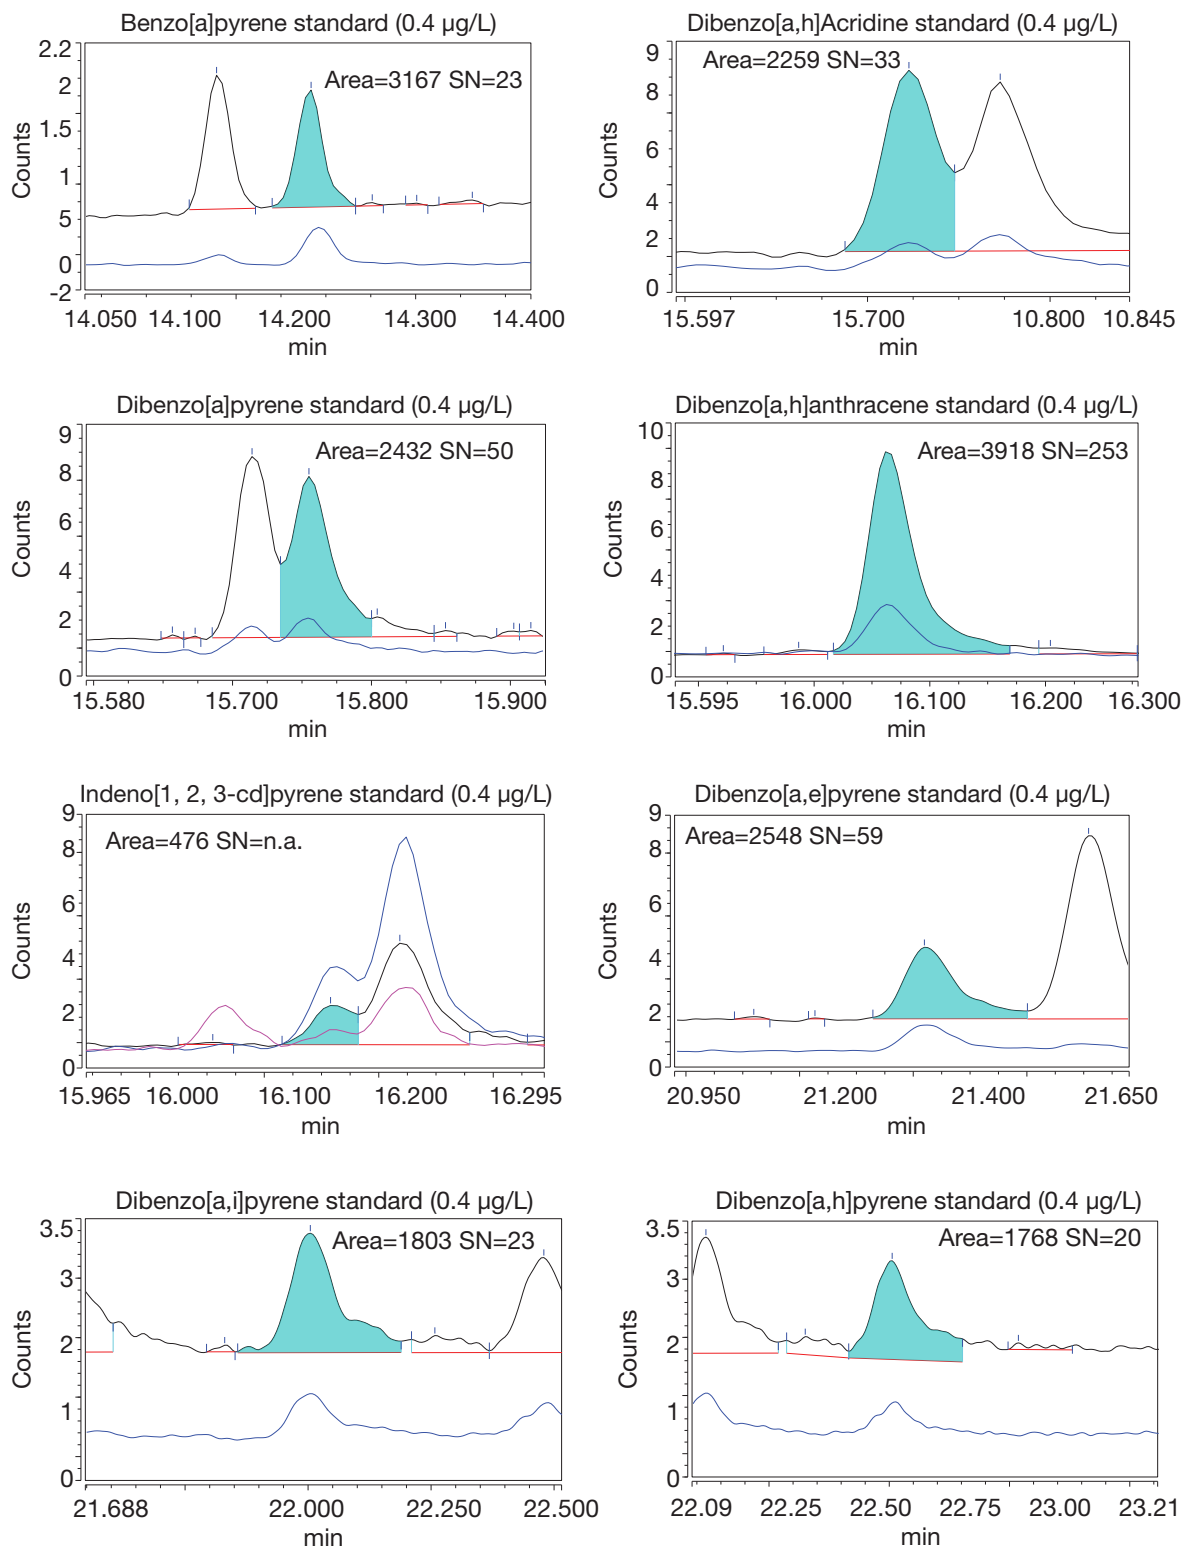 Benzo[a]pyrene standard (0.4 µg/L)
Area=3167 SN=23
Counts
2.2
2
1.5
1
5
0
-2
14.050 14.100 14.200 14.300 14.400
min
Dibenzo[a,h]Acridine standard (0.4 µg/L)
Area=2259 SN=33
Counts
9
8
6
4
2
0
15.597 15.700 10.800 10.845
min
Dibenzo[a]pyrene standard (0.4 µg/L)
Area=2432 SN=50
Counts
9
8
6
4
2
0
15.580 15.700 15.800 15.900
min
Dibenzo[a,h]anthracene standard (0.4 µg/L)
Area=3918 SN=253
Counts
10
8
6
4
2
0
15.595 16.000 16.100 16.200 16.300
min
Indeno[1, 2, 3-cd]pyrene standard (0.4 µg/L)
Area=476 SN=n.a.
Counts
9
8
6
4
2
0
15.965 16.000 16.100 16.200 16.295
min
Dibenzo[a,e]pyrene standard (0.4 µg/L)
Area=2548 SN=59
Counts
9
8
6
4
2
0
20.950 21.200 21.400 21.650
min
Dibenzo[a,i]pyrene standard (0.4 µg/L)
Area=1803 SN=23
Counts
3.5
3
2
1
0
21.688 22.000 22.250 22.500
min
Dibenzo[a,h]pyrene standard (0.4 µg/L)
Area=1768 SN=20
Counts
3.5
3
2
1
0
22.09 22.25 22.50 22.75 23.00 23.21
min